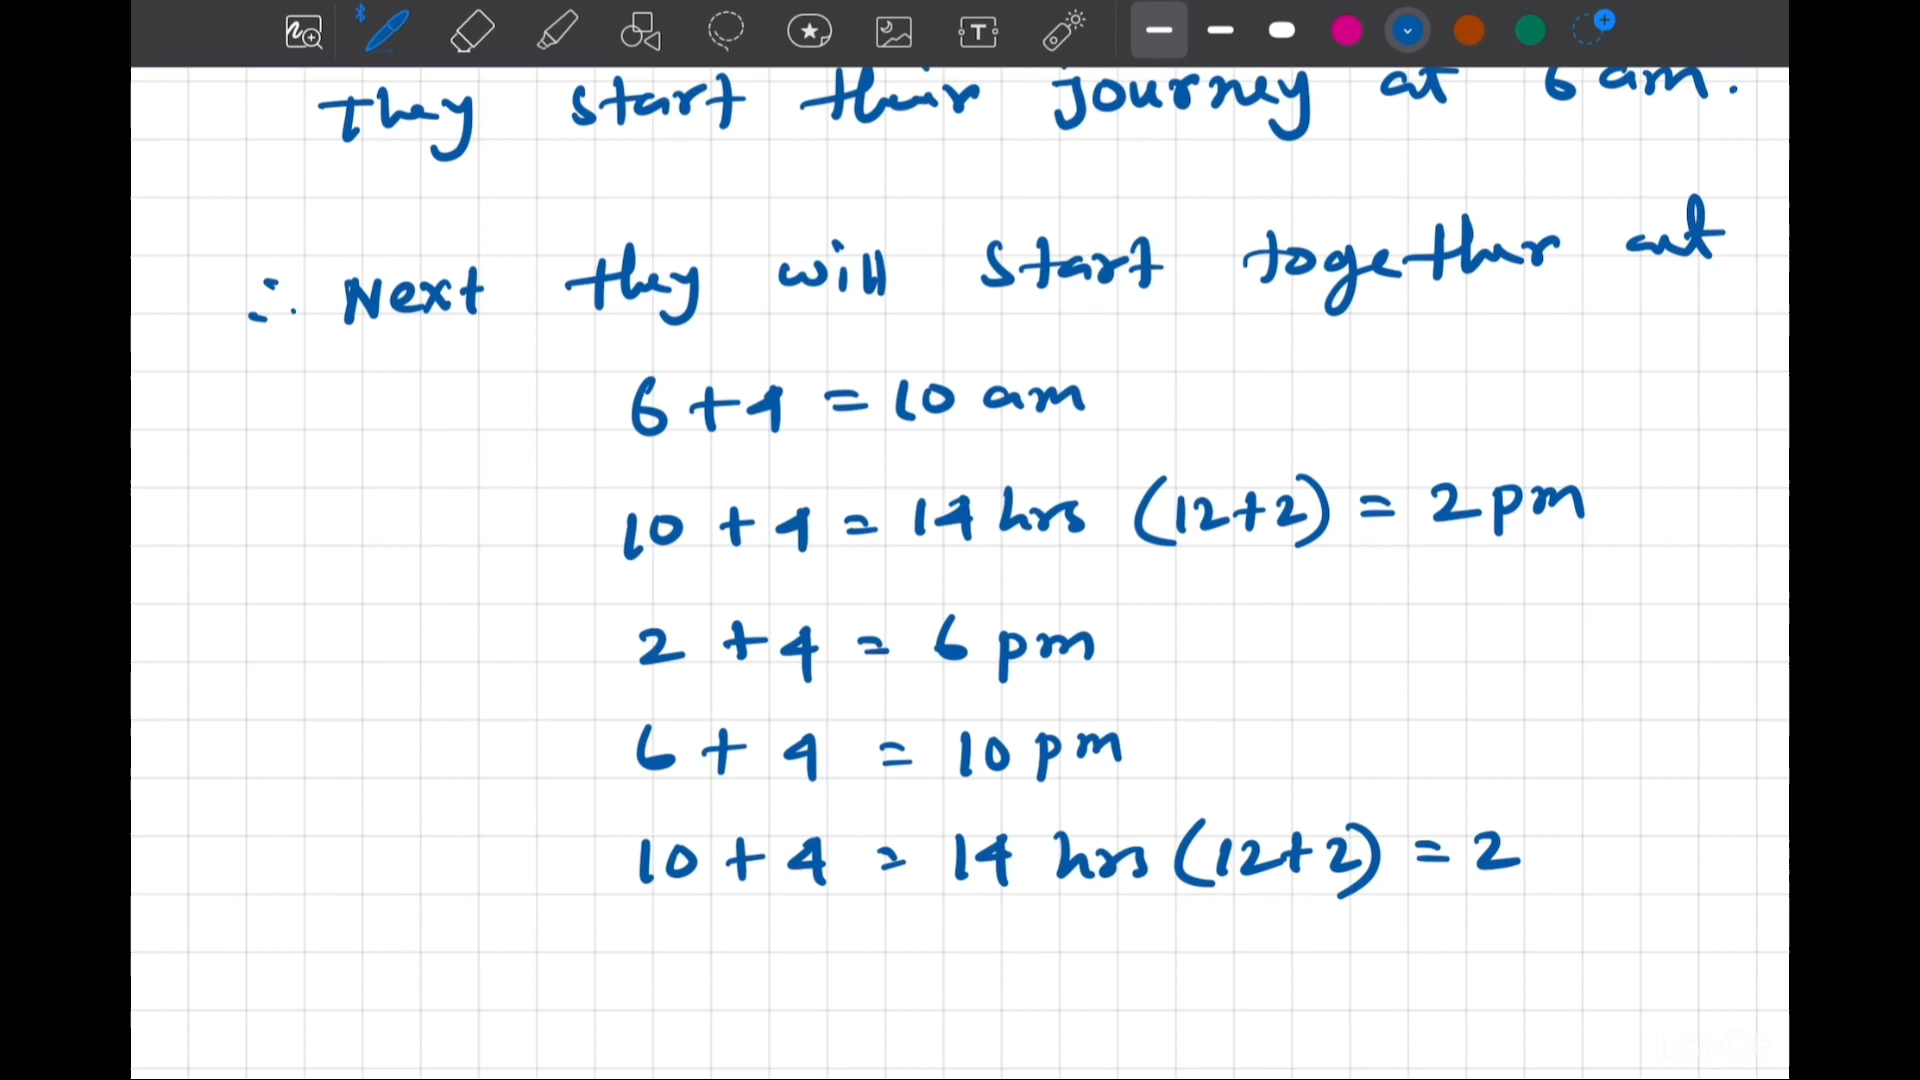 They start their journey at 6 am.
∴ Next they will start together at
6 + 4 = 10 am
10 + 4 = 14 hrs (12+2) = 2 pm
2 + 4 = 6 pm
6 + 4 = 10 pm
10 + 4 = 14 hrs (12+2) = 2